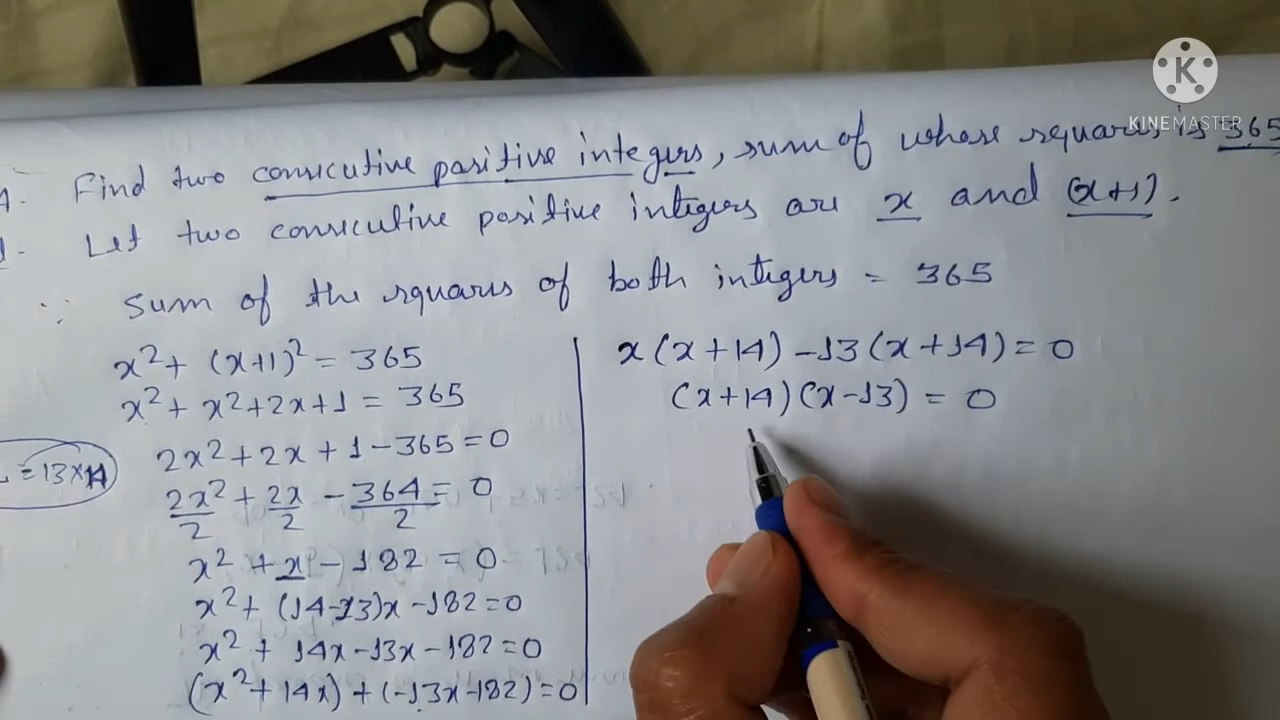 KINEMASTER
Find two consecutive positive integers, sum of whose squares is 365
Let two consecutive positive integers are x and (x+1).
∵ Sum of the squares of both integers = 365
x² + (x+1)² = 365
x² + x² + 2x + 1 = 365
2x² + 2x + 1 - 365 = 0
2x²/2 + 2x/2 - 364/2 = 0
= 13 × 14
x² + x - 182 = 0
x² + (14-13)x - 182 = 0
x² + 14x - 13x - 182 = 0
(x² + 14x) + (-13x - 182) = 0
x(x+14) - 13(x+14) = 0
(x+14)(x-13) = 0